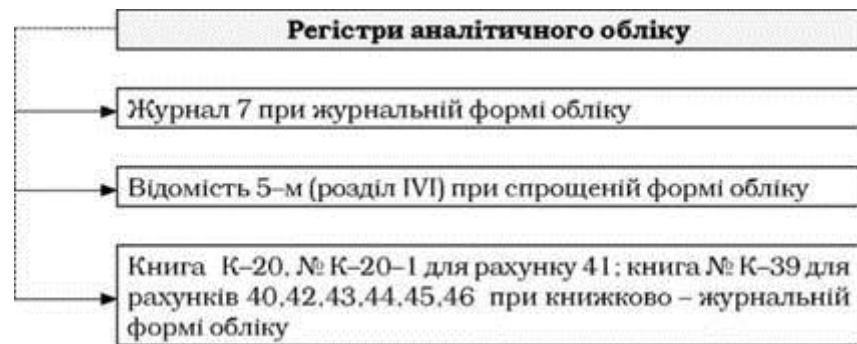 Регістри аналітичного обліку
Журнал 7 при журнальній формі обліку
Відомість 5–м (розділ IVI) при спрощеній формі обліку
Книга К–20, № К–20–1 для рахунку 41; книга № К–39 для
рахунків 40,42,43,44,45,46 при книжково – журнальній
формі обліку